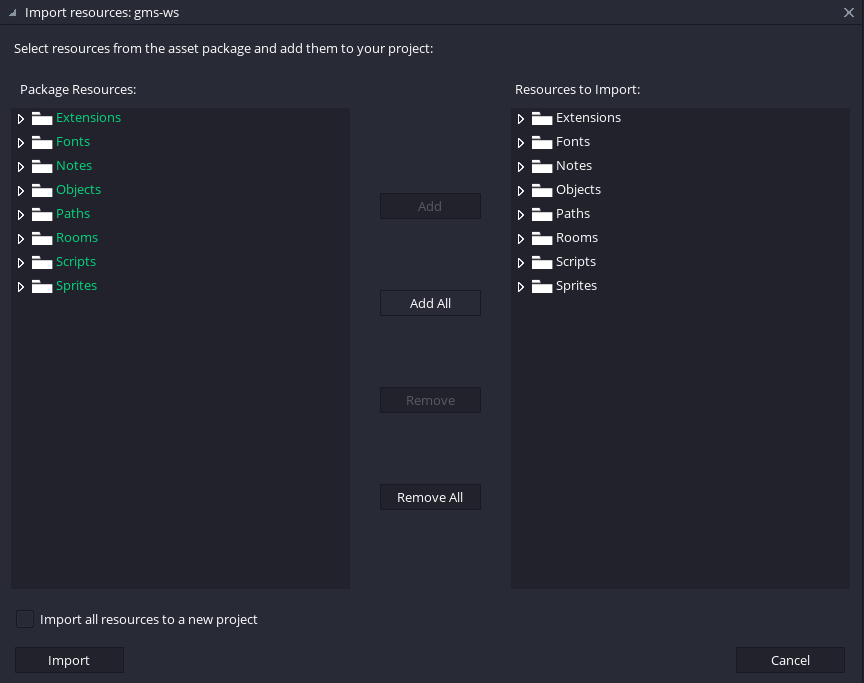 Import resources: gms-ws
Select resources from the asset package and add them to your project:
Package Resources:
Extensions
Fonts
Notes
Objects
Paths
Rooms
Scripts
Sprites
Add
Add All
Remove
Remove All
Resources to Import:
Extensions
Fonts
Notes
Objects
Paths
Rooms
Scripts
Sprites
Import all resources to a new project
Import
Cancel